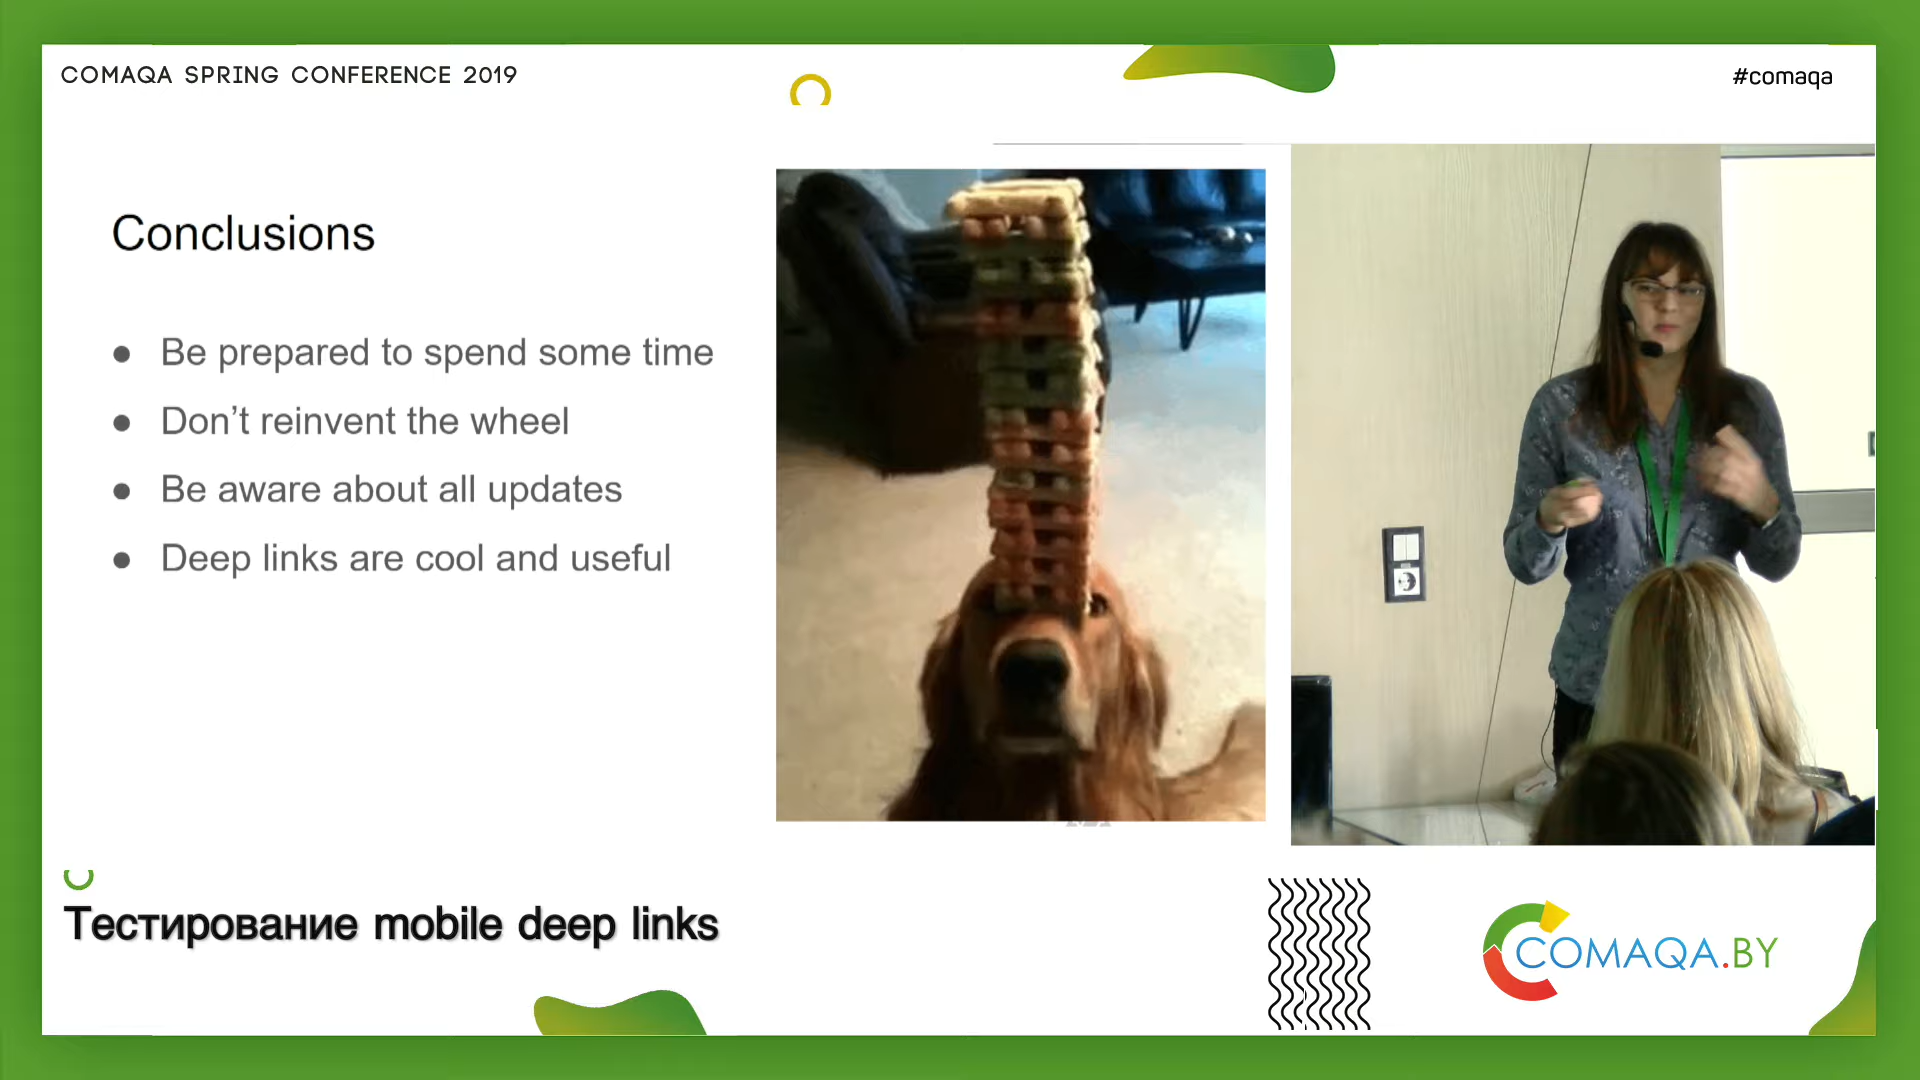 COMAQA SPRING CONFERENCE 2019
#comaqa
Conclusions
● Be prepared to spend some time
● Don’t reinvent the wheel
● Be aware about all updates
● Deep links are cool and useful
Тестирование mobile deep links
COMAQA.BY